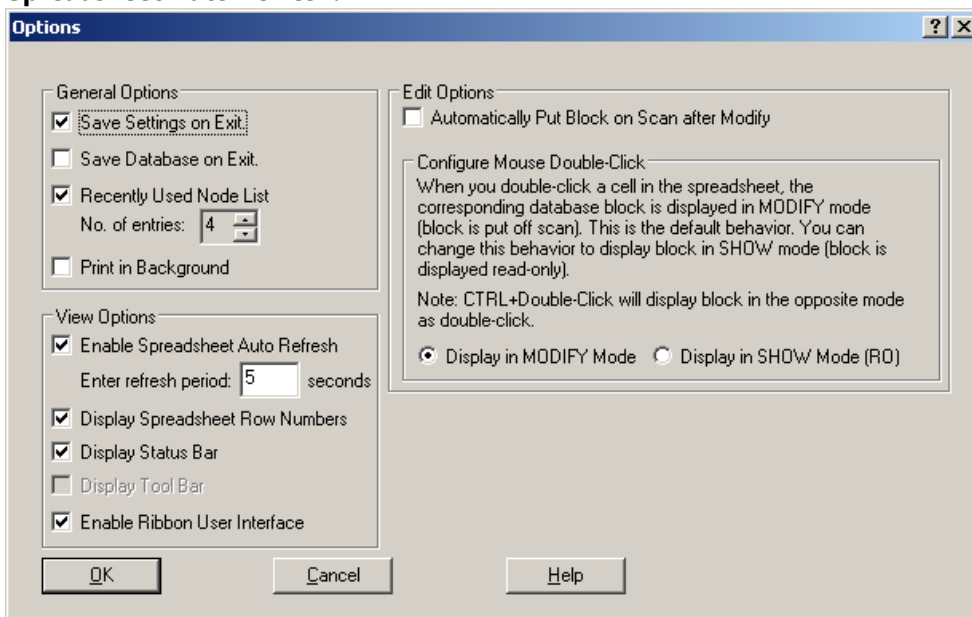 Options
General Options
Save Settings on Exit.
Save Database on Exit.
Recently Used Node List
No. of entries: 4
Print in Background
View Options
Enable Spreadsheet Auto Refresh
Enter refresh period: 5 seconds
Display Spreadsheet Row Numbers
Display Status Bar
Display Tool Bar
Enable Ribbon User Interface
Edit Options
Automatically Put Block on Scan after Modify
Configure Mouse Double-Click
When you double-click a cell in the spreadsheet, the
corresponding database block is displayed in MODIFY mode
(block is put off scan). This is the default behavior. You can
change this behavior to display block in SHOW mode (block is
displayed read-only).
Note: CTRL+Double-Click will display block in the opposite mode
as double-click.
Display in MODIFY Mode Display in SHOW Mode (RO)
OK Cancel Help